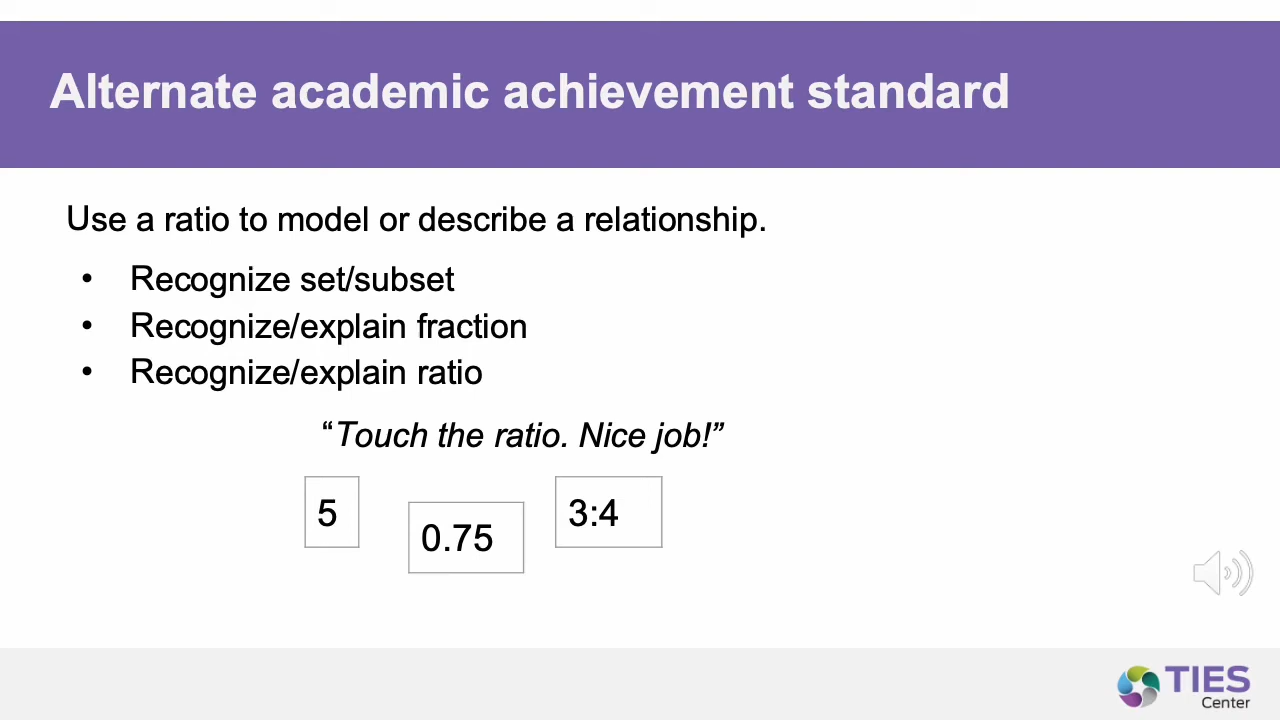 Alternate academic achievement standard
Use a ratio to model or describe a relationship.
• Recognize set/subset
• Recognize/explain fraction
• Recognize/explain ratio
“Touch the ratio. Nice job!”
5
0.75
3:4
TIES
Center